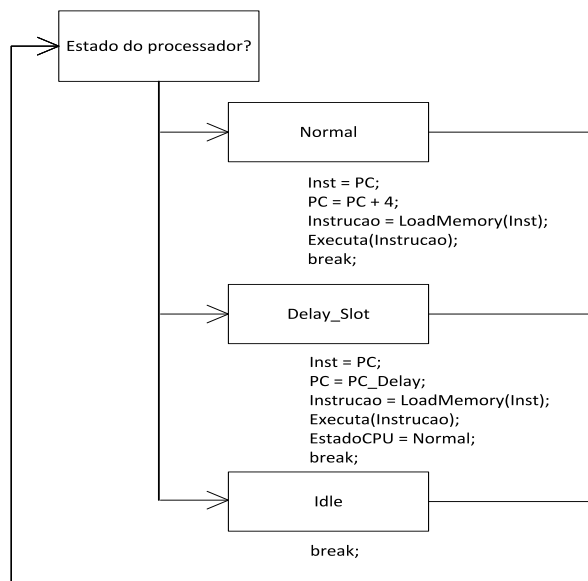 Estado do processador?
Normal
Inst = PC;
PC = PC + 4;
Instrucao = LoadMemory(Inst);
Executa(Instrucao);
break;
Delay_Slot
Inst = PC;
PC = PC_Delay;
Instrucao = LoadMemory(Inst);
Executa(Instrucao);
EstadoCPU = Normal;
break;
Idle
break;